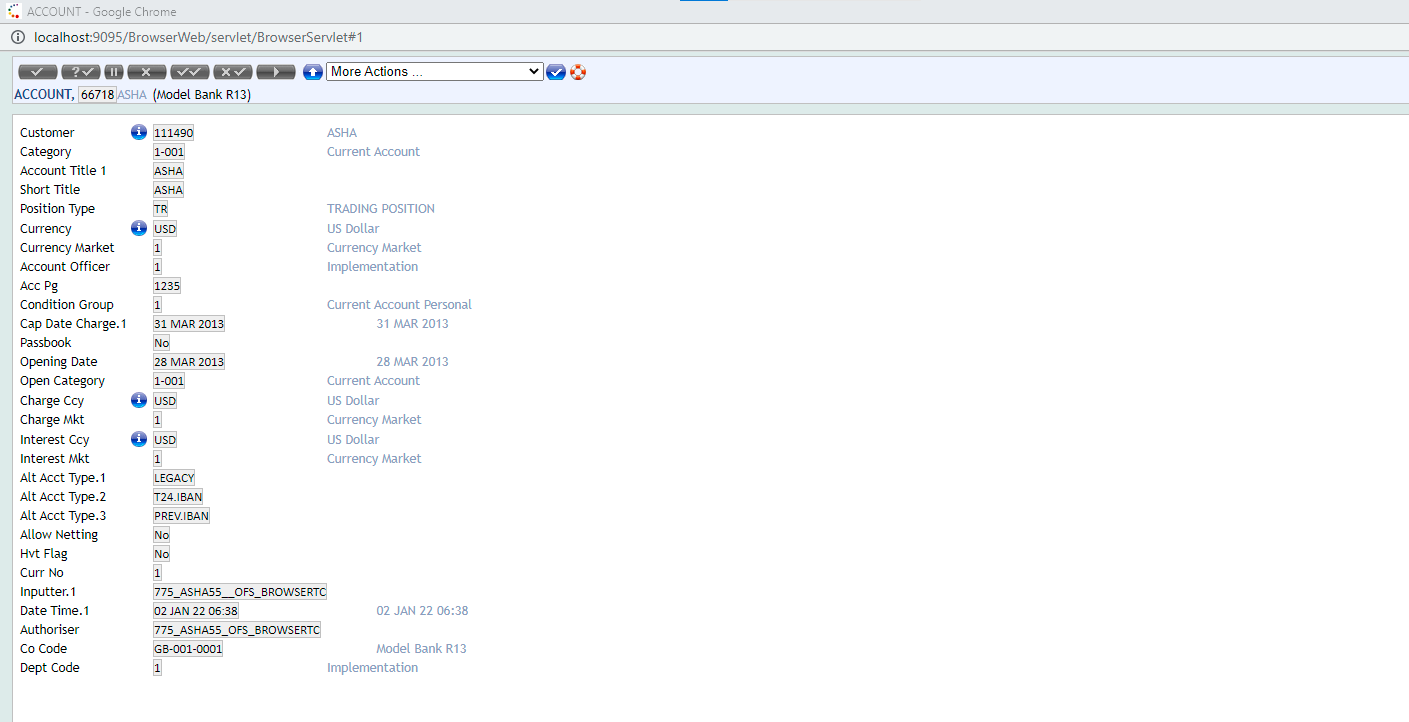 ACCOUNT - Google Chrome
localhost:9095/BrowserWeb/servlet/BrowserServlet#1
More Actions ...
ACCOUNT, 66718 ASHA (Model Bank R13)
Customer 111490 ASHA
Category 1-001 Current Account
Account Title 1 ASHA
Short Title ASHA
Position Type TR TRADING POSITION
Currency USD US Dollar
Currency Market 1 Currency Market
Account Officer 1 Implementation
Acc Pg 1235
Condition Group 1 Current Account Personal
Cap Date Charge.1 31 MAR 2013 31 MAR 2013
Passbook No
Opening Date 28 MAR 2013 28 MAR 2013
Open Category 1-001 Current Account
Charge Ccy USD US Dollar
Charge Mkt 1 Currency Market
Interest Ccy USD US Dollar
Interest Mkt 1 Currency Market
Alt Acct Type.1 LEGACY
Alt Acct Type.2 T24.IBAN
Alt Acct Type.3 PREV.IBAN
Allow Netting No
Hvt Flag No
Curr No 1
Inputter.1 775_ASHA55__OFS_BROWSERTC
Date Time.1 02 JAN 22 06:38 02 JAN 22 06:38
Authoriser 775_ASHA55_OFS_BROWSERTC
Co Code GB-001-0001 Model Bank R13
Dept Code 1 Implementation